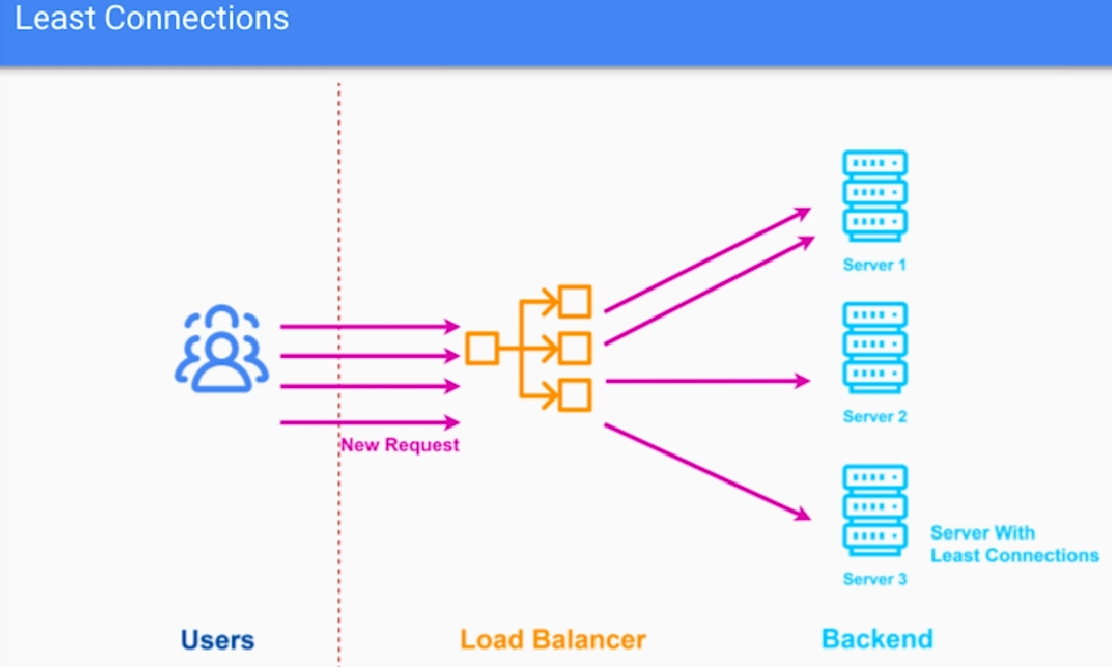 Least Connections
Server 1
Server 2
New Request
Server With
Least Connections
Server 3
Users
Load Balancer
Backend